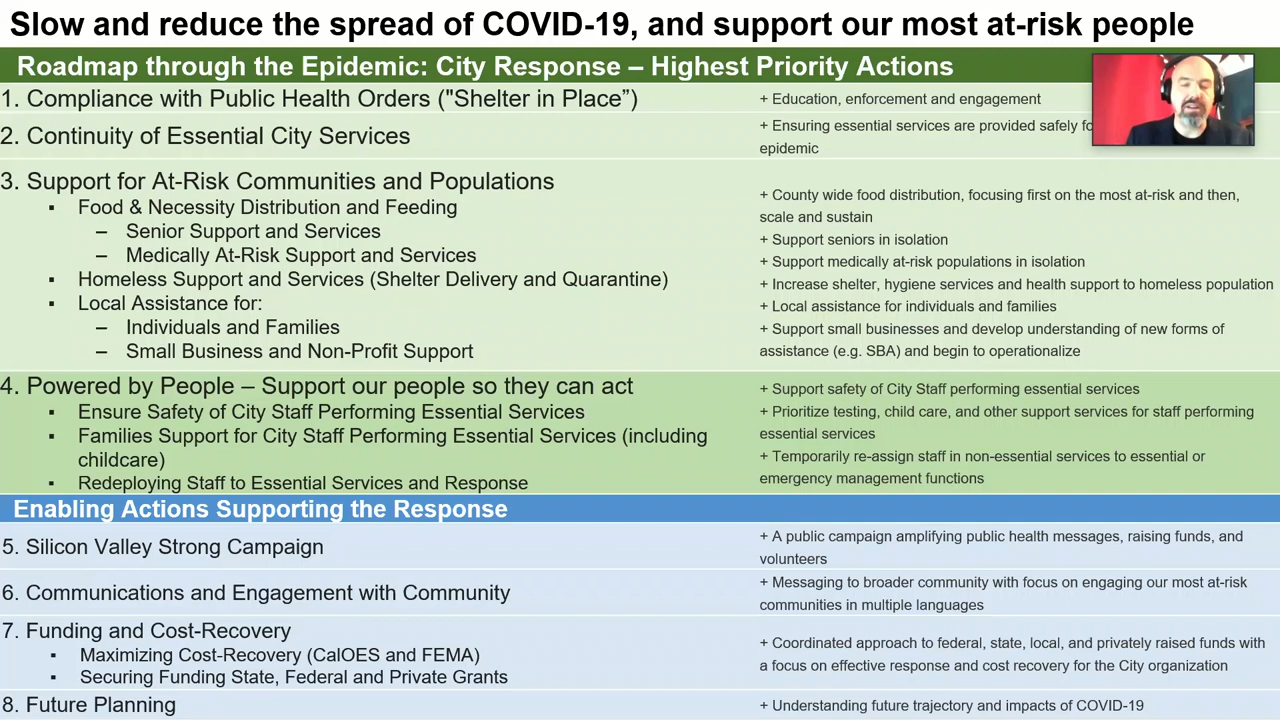 Slow and reduce the spread of COVID-19, and support our most at-risk people
Roadmap through the Epidemic: City Response – Highest Priority Actions
1. Compliance with Public Health Orders ("Shelter in Place”)
+ Education, enforcement and engagement
2. Continuity of Essential City Services
+ Ensuring essential services are provided safely
epidemic
3. Support for At-Risk Communities and Populations
▪ Food & Necessity Distribution and Feeding
– Senior Support and Services
– Medically At-Risk Support and Services
▪ Homeless Support and Services (Shelter Delivery and Quarantine)
▪ Local Assistance for:
– Individuals and Families
– Small Business and Non-Profit Support
+ County wide food distribution, focusing first on the most at-risk and then,
scale and sustain
+ Support seniors in isolation
+ Support medically at-risk populations in isolation
+ Increase shelter, hygiene services and health support to homeless population
+ Local assistance for individuals and families
+ Support small businesses and develop understanding of new forms of
assistance (e.g. SBA) and begin to operationalize
4. Powered by People – Support our people so they can act
▪ Ensure Safety of City Staff Performing Essential Services
▪ Families Support for City Staff Performing Essential Services (including
childcare)
▪ Redeploying Staff to Essential Services and Response
+ Support safety of City Staff performing essential services
+ Prioritize testing, child care, and other support services for staff performing
essential services
+ Temporarily re-assign staff in non-essential services to essential or
emergency management functions
Enabling Actions Supporting the Response
5. Silicon Valley Strong Campaign
+ A public campaign amplifying public health messages, raising funds, and
volunteers
6. Communications and Engagement with Community
+ Messaging to broader community with focus on engaging our most at-risk
communities in multiple languages
7. Funding and Cost-Recovery
▪ Maximizing Cost-Recovery (CalOES and FEMA)
▪ Securing Funding State, Federal and Private Grants
+ Coordinated approach to federal, state, local, and privately raised funds with
a focus on effective response and cost recovery for the City organization
8. Future Planning
+ Understanding future trajectory and impacts of COVID-19